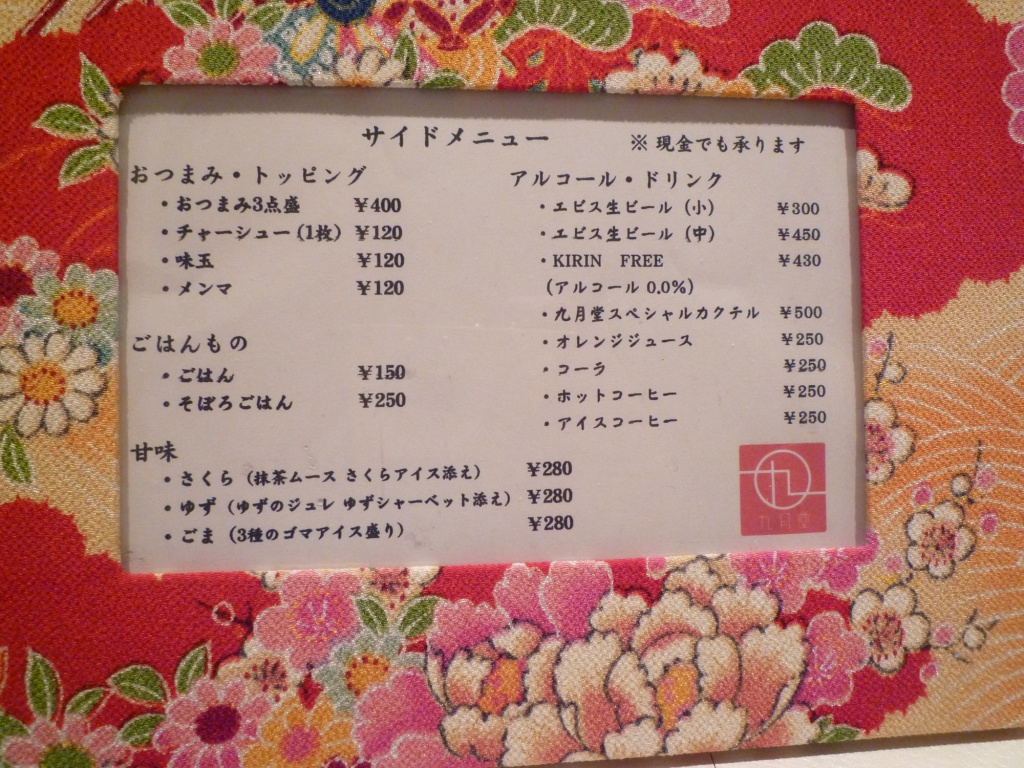 サイドメニュー
※ 現金でも承ります
おつまみ・トッピング
・おつまみ3点盛 ¥400
・チャーシュー(1枚) ¥120
・味玉 ¥120
・メンマ ¥120
ごはんもの
・ごはん ¥150
・そぼろごはん ¥250
甘味
・さくら(抹茶ムース さくらアイス添え) ¥280
・ゆず(ゆずのジュレ ゆずシャーベット添え) ¥280
・ごま(3種のゴマアイス盛り) ¥280
アルコール・ドリンク
・エビス生ビール(小) ¥300
・エビス生ビール(中) ¥450
・KIRIN FREE ¥430
(アルコール 0.0%)
・九月堂スペシャルカクテル ¥500
・オレンジジュース ¥250
・コーラ ¥250
・ホットコーヒー ¥250
・アイスコーヒー ¥250
九
九月堂